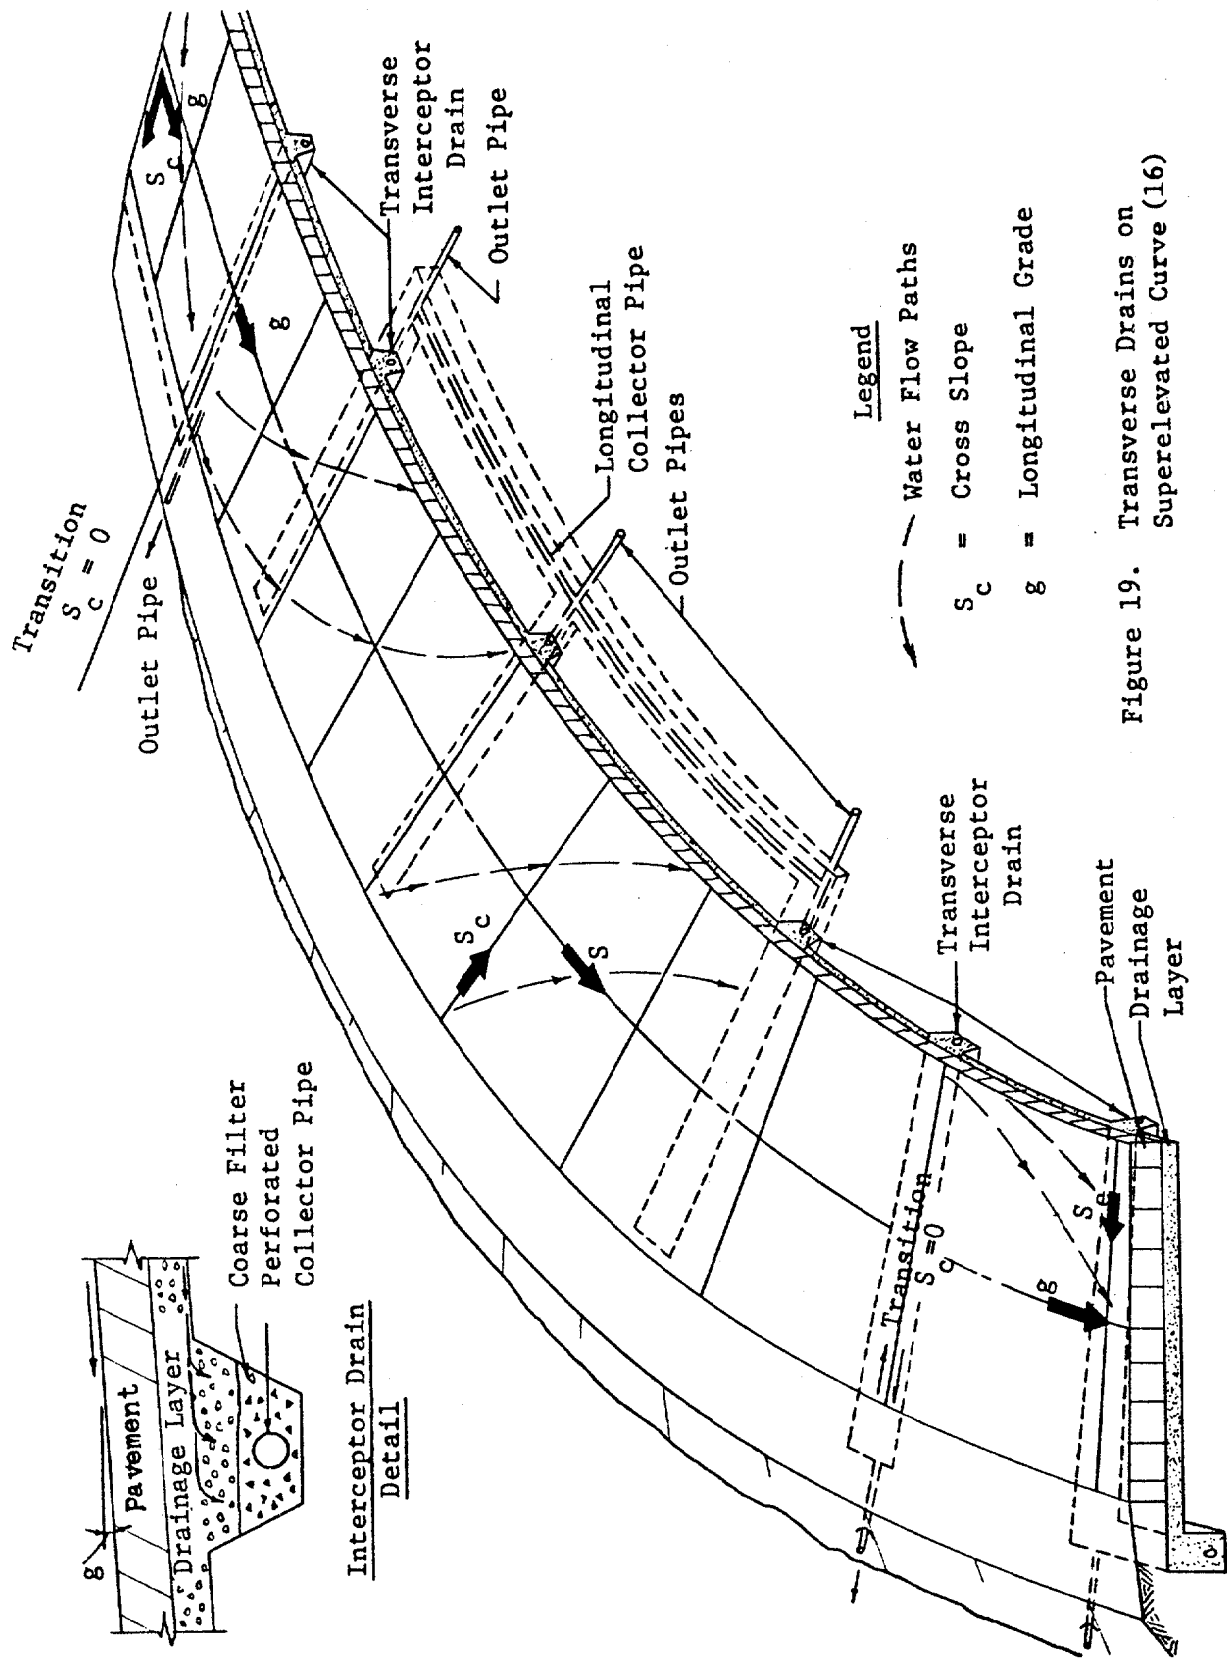 Transition
S_c = 0
Outlet Pipe
S_c
g
g
Transverse
Interceptor
Drain
Outlet Pipe
Longitudinal
Collector Pipe
Outlet Pipes
S_c
S
Transverse
Interceptor
Drain
Pavement
Drainage
Layer
Transition
S_c=0
g
S_c
g
Pavement
Drainage Layer
Coarse Filter
Perforated
Collector Pipe
Interceptor Drain
Detail
Legend
Water Flow Paths
S_c = Cross Slope
g = Longitudinal Grade
Figure 19. Transverse Drains on
Superelevated Curve (16)